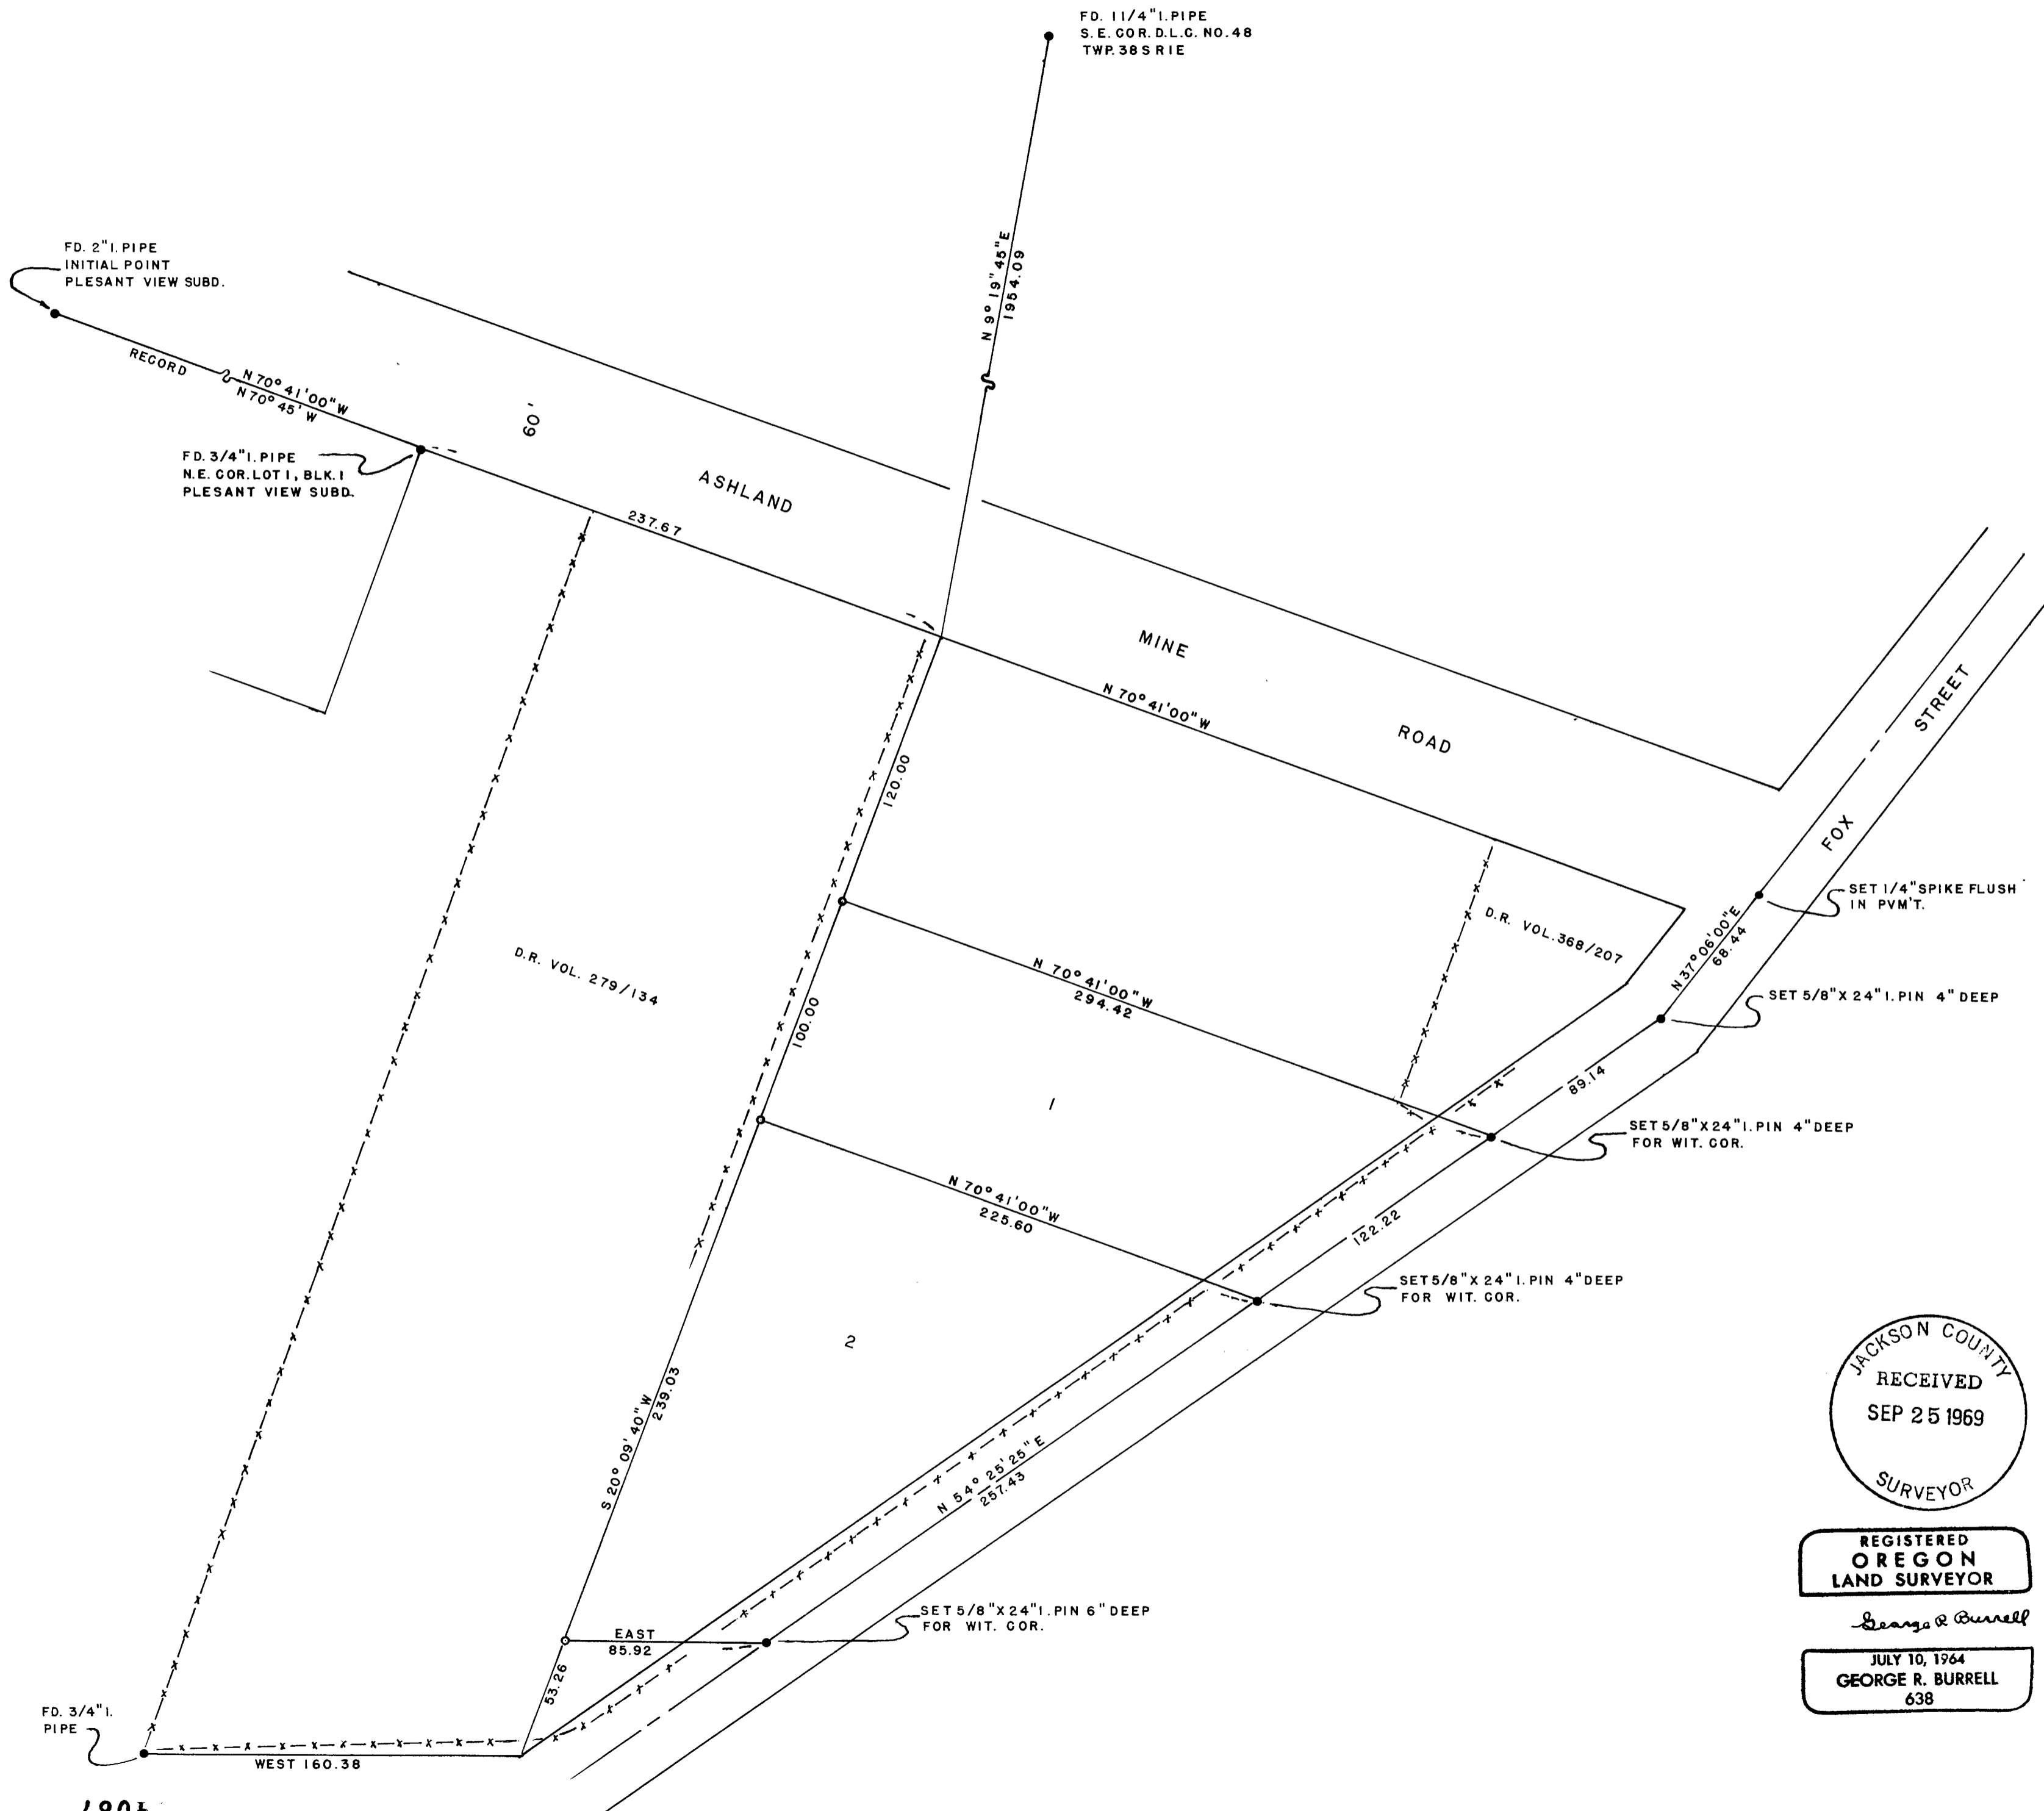 FD. 1 1/4" I. PIPE
S.E. COR. D.L.C. NO. 48
TWP. 38 S R 1 E
FD. 2" I. PIPE
INITIAL POINT
PLESANT VIEW SUBD.
N 9° 19" 45" E
1954.09
RECORD
N 70° 41' 00" W
N 70° 45' W
60'
FD. 3/4" I. PIPE
N.E. COR. LOT 1, BLK. 1
PLESANT VIEW SUBD.
ASHLAND
237.67
MINE
N 70° 41' 00" W
ROAD
STREET
FOX
120.00
SET 1/4" SPIKE FLUSH
IN PVM'T.
D.R. VOL. 368/207
N 37° 06' 00" E
68.44
D.R. VOL. 279/134
N 70° 41' 00" W
294.42
SET 5/8" X 24" I. PIN 4" DEEP
100.00
89.14
1
SET 5/8" X 24" I. PIN 4" DEEP
FOR WIT. COR.
N 70° 41' 00" W
225.60
122.22
SET 5/8" X 24" I. PIN 4" DEEP
FOR WIT. COR.
2
S 20° 09' 40" W
239.03
N 54° 25' 25" E
257.43
JACKSON COUNTY
RECEIVED
SEP 25 1969
SURVEYOR
REGISTERED
OREGON
LAND SURVEYOR
George R Burrell
JULY 10, 1964
GEORGE R. BURRELL
638
SET 5/8" X 24" I. PIN 6" DEEP
FOR WIT. COR.
EAST
85.92
53.26
FD. 3/4" I.
PIPE
WEST 160.38